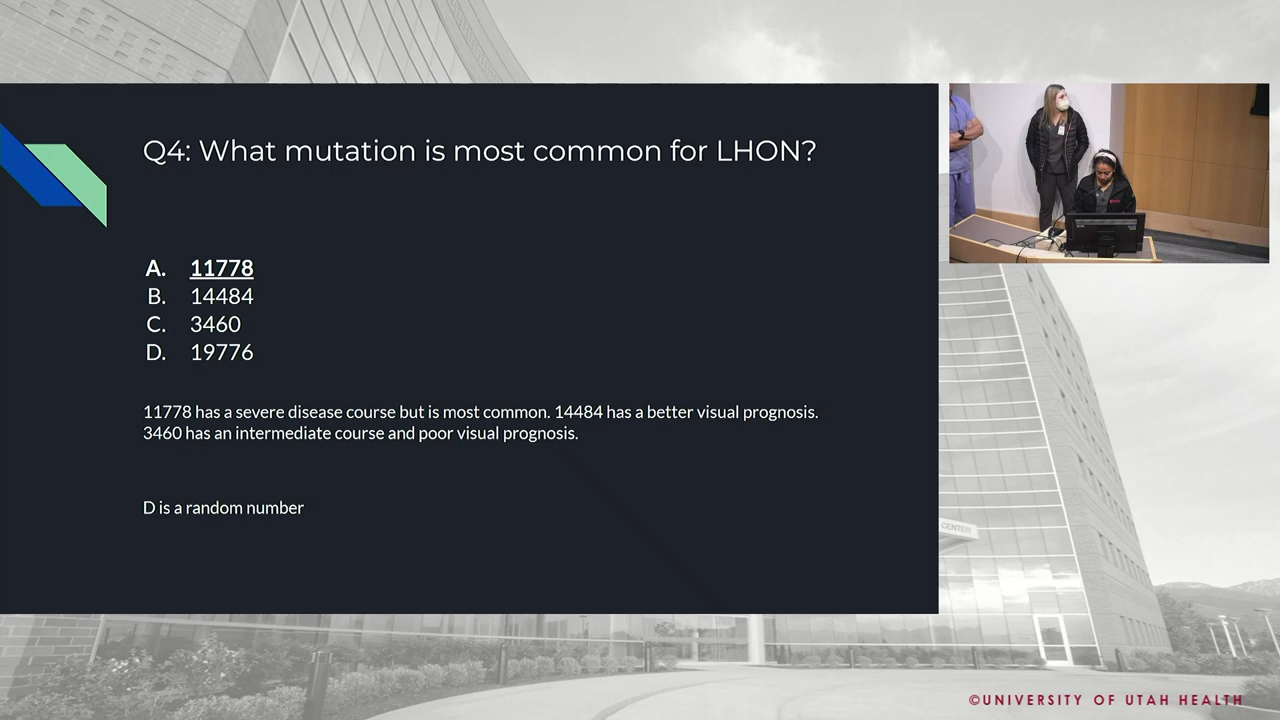 Q4: What mutation is most common for LHON?
A. 11778
B. 14484
C. 3460
D. 19776
11778 has a severe disease course but is most common. 14484 has a better visual prognosis.
3460 has an intermediate course and poor visual prognosis.
D is a random number
CENTER
©UNIVERSITY OF UTAH HEALTH